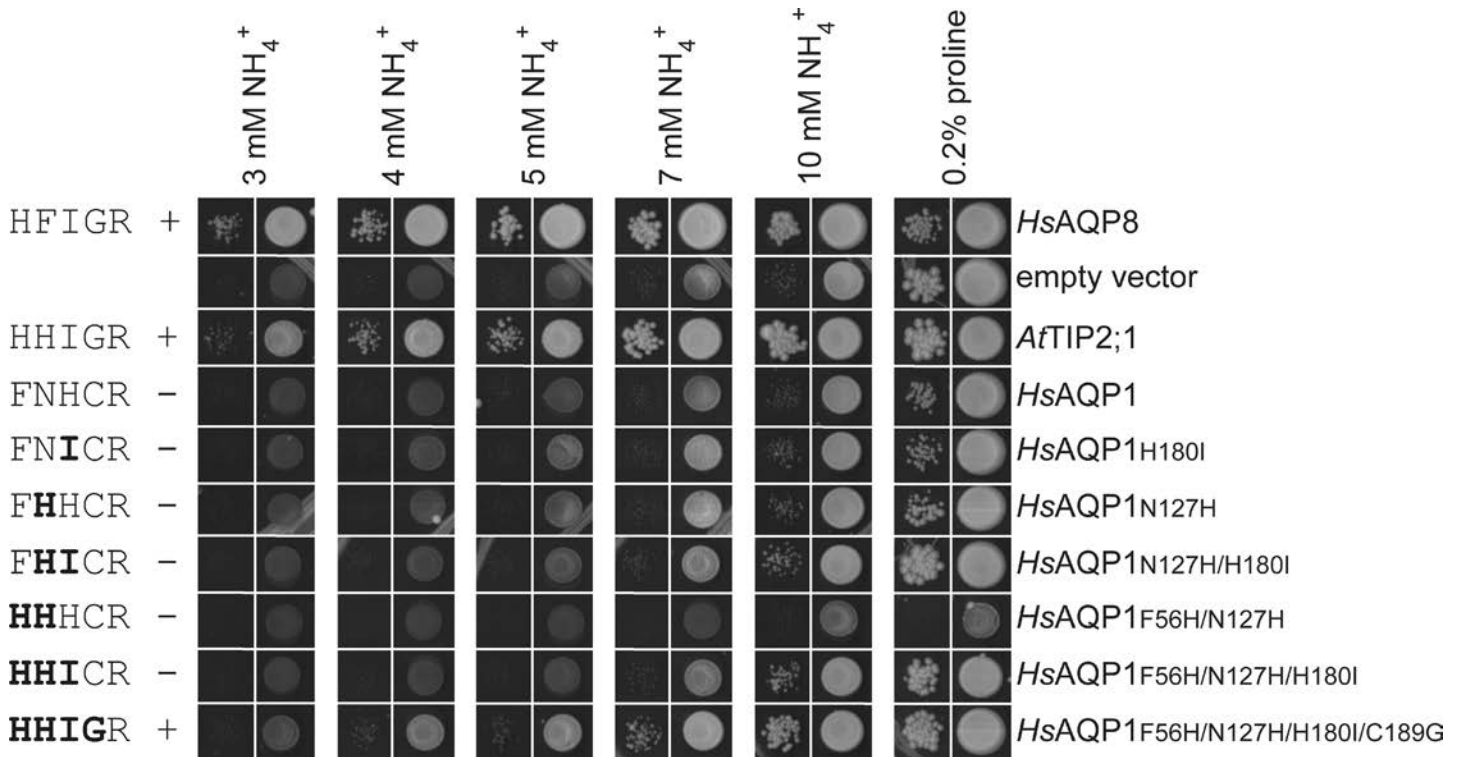 3 mM NH₄⁺
4 mM NH₄⁺
5 mM NH₄⁺
7 mM NH₄⁺
10 mM NH₄⁺
0.2% proline
HFIGR + HsAQP8
empty vector
HHIGR + AtTIP2;1
FNHCR − HsAQP1
FNICR − HsAQP1H180I
FHHCR − HsAQP1N127H
FHICR − HsAQP1N127H/H180I
HHHCR − HsAQP1F56H/N127H
HHICR − HsAQP1F56H/N127H/H180I
HHIGR + HsAQP1F56H/N127H/H180I/C189G